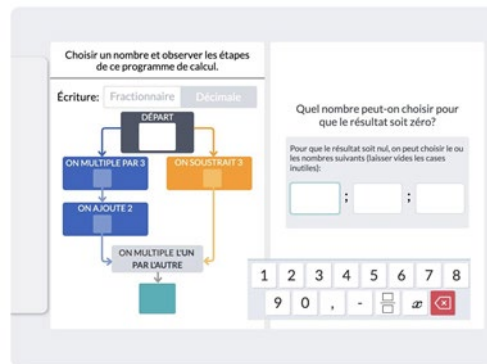 Choisir un nombre et observer les étapes
de ce programme de calcul.
Écriture: Fractionnaire Décimale
DÉPART
ON MULTIPLE PAR 3 ON SOUSTRAIT 3
ON AJOUTE 2
ON MULTIPLE L'UN
PAR L'AUTRE
Quel nombre peut-on choisir pour
que le résultat soit zéro?
Pour que le résultat soit nul, on peut choisir le ou
les nombres suivants (laisser vides les cases
inutiles):
; ;
1 2 3 4 5 6 7 8
9 0 , - x